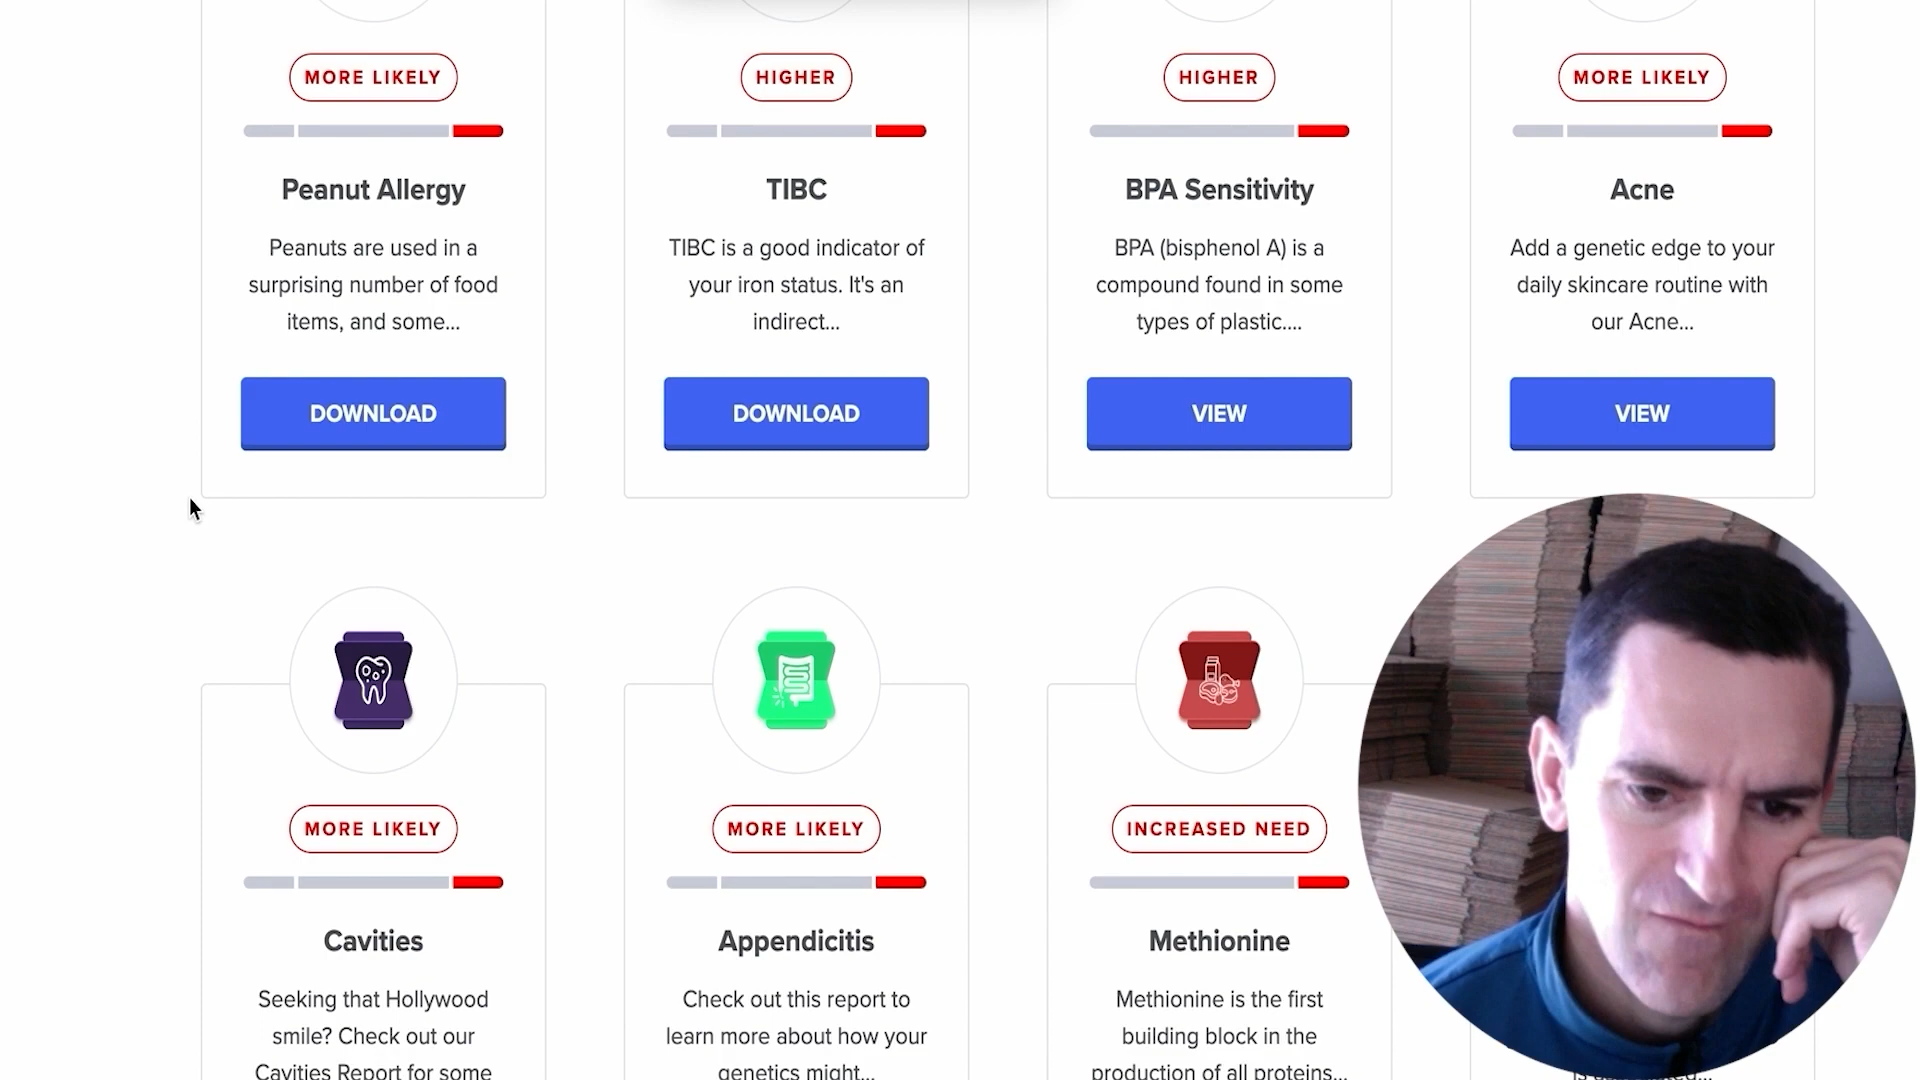 MORE LIKELY
HIGHER
HIGHER
MORE LIKELY
Peanut Allergy
TIBC
BPA Sensitivity
Acne
Peanuts are used in a
surprising number of food
items, and some...
TIBC is a good indicator of
your iron status. It's an
indirect...
BPA (bisphenol A) is a
compound found in some
types of plastic....
Add a genetic edge to your
daily skincare routine with
our Acne...
DOWNLOAD
DOWNLOAD
VIEW
VIEW
MORE LIKELY
MORE LIKELY
INCREASED NEED
Cavities
Appendicitis
Methionine
Seeking that Hollywood
smile? Check out our
Cavities Report for some
Check out this report to
learn more about how your
genetics might...
Methionine is the first
building block in the
production of all proteins...